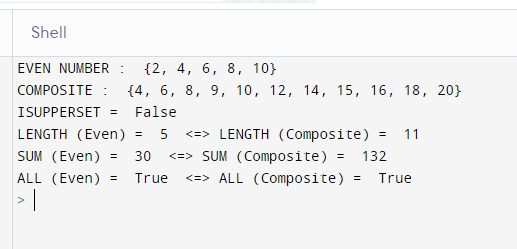 Shell
EVEN NUMBER :  {2, 4, 6, 8, 10}
COMPOSITE :  {4, 6, 8, 9, 10, 12, 14, 15, 16, 18, 20}
ISUPPERSET =  False
LENGTH (Even) =  5  <=> LENGTH (Composite) =  11
SUM (Even) =  30  <=> SUM (Composite) =  132
ALL (Even) =  True  <=> ALL (Composite) =  True
>